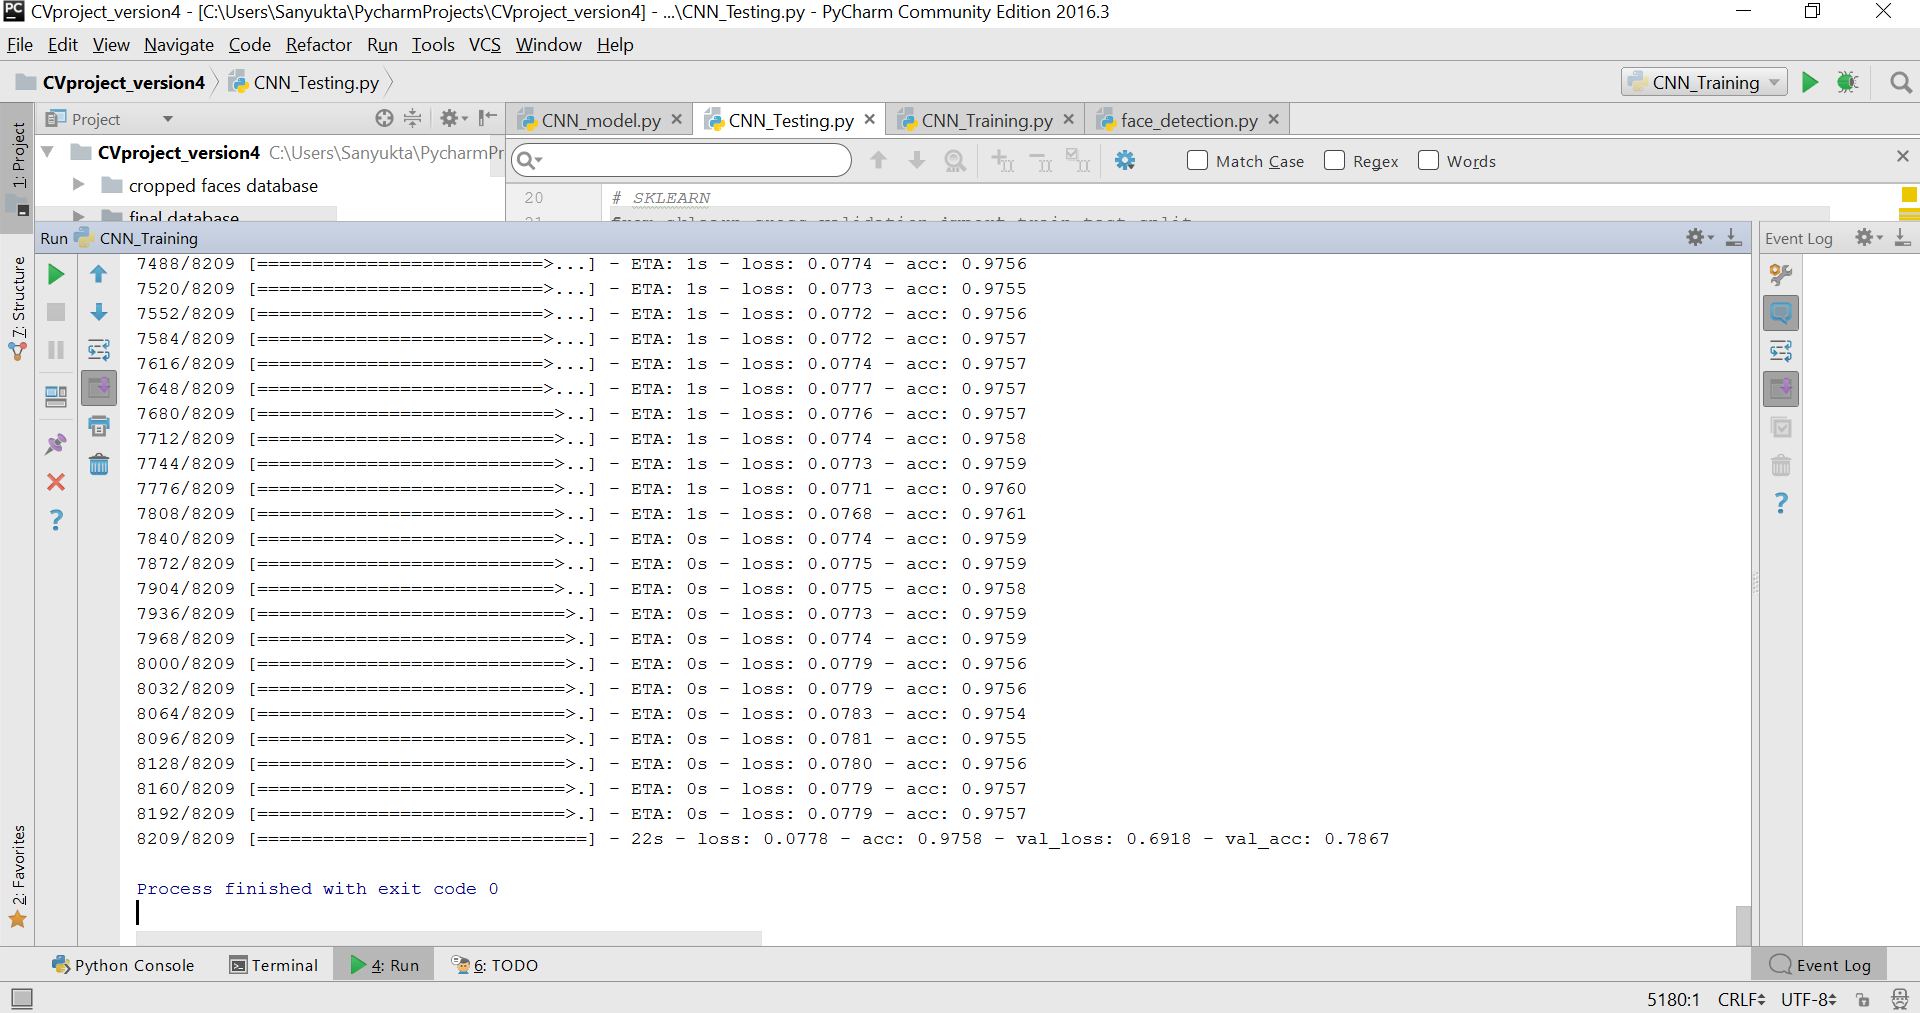 CVproject_version4 - [C:\Users\Sanyukta\PycharmProjects\CVproject_version4] - ...\CNN_Testing.py - PyCharm Community Edition 2016.3
File Edit View Navigate Code Refactor Run Tools VCS Window Help
CVproject_version4 CNN_Testing.py CNN_Training
Project CNN_model.py CNN_Testing.py CNN_Training.py face_detection.py
1: Project
CVproject_version4 C:\Users\Sanyukta\PycharmPr
Match Case Regex Words
cropped faces database
20 # SKLEARN
final database
21 from sklearn.cross_validation import train_test_split
Run CNN_Training
Event Log
7: Structure
7488/8209 [==========================>...] - ETA: 1s - loss: 0.0774 - acc: 0.9756
7520/8209 [==========================>...] - ETA: 1s - loss: 0.0773 - acc: 0.9755
7552/8209 [==========================>...] - ETA: 1s - loss: 0.0772 - acc: 0.9756
7584/8209 [==========================>...] - ETA: 1s - loss: 0.0772 - acc: 0.9757
7616/8209 [==========================>...] - ETA: 1s - loss: 0.0774 - acc: 0.9757
7648/8209 [==========================>...] - ETA: 1s - loss: 0.0777 - acc: 0.9757
7680/8209 [===========================>..] - ETA: 1s - loss: 0.0776 - acc: 0.9757
7712/8209 [===========================>..] - ETA: 1s - loss: 0.0774 - acc: 0.9758
7744/8209 [===========================>..] - ETA: 1s - loss: 0.0773 - acc: 0.9759
7776/8209 [===========================>..] - ETA: 1s - loss: 0.0771 - acc: 0.9760
7808/8209 [===========================>..] - ETA: 1s - loss: 0.0768 - acc: 0.9761
7840/8209 [===========================>..] - ETA: 0s - loss: 0.0774 - acc: 0.9759
7872/8209 [===========================>..] - ETA: 0s - loss: 0.0775 - acc: 0.9759
7904/8209 [===========================>..] - ETA: 0s - loss: 0.0775 - acc: 0.9758
7936/8209 [============================>.] - ETA: 0s - loss: 0.0773 - acc: 0.9759
7968/8209 [============================>.] - ETA: 0s - loss: 0.0774 - acc: 0.9759
8000/8209 [============================>.] - ETA: 0s - loss: 0.0779 - acc: 0.9756
8032/8209 [============================>.] - ETA: 0s - loss: 0.0779 - acc: 0.9756
8064/8209 [============================>.] - ETA: 0s - loss: 0.0783 - acc: 0.9754
8096/8209 [============================>.] - ETA: 0s - loss: 0.0781 - acc: 0.9755
8128/8209 [============================>.] - ETA: 0s - loss: 0.0780 - acc: 0.9756
8160/8209 [============================>.] - ETA: 0s - loss: 0.0779 - acc: 0.9757
8192/8209 [============================>.] - ETA: 0s - loss: 0.0779 - acc: 0.9757
8209/8209 [==============================] - 22s - loss: 0.0778 - acc: 0.9758 - val_loss: 0.6918 - val_acc: 0.7867
Process finished with exit code 0
2: Favorites
Python Console Terminal 4: Run 6: TODO Event Log
5180:1 CRLF UTF-8